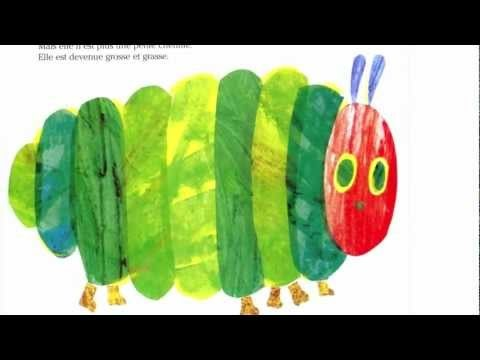 Mais elle n'est plus une petite chenille.
Elle est devenue grosse et grasse.